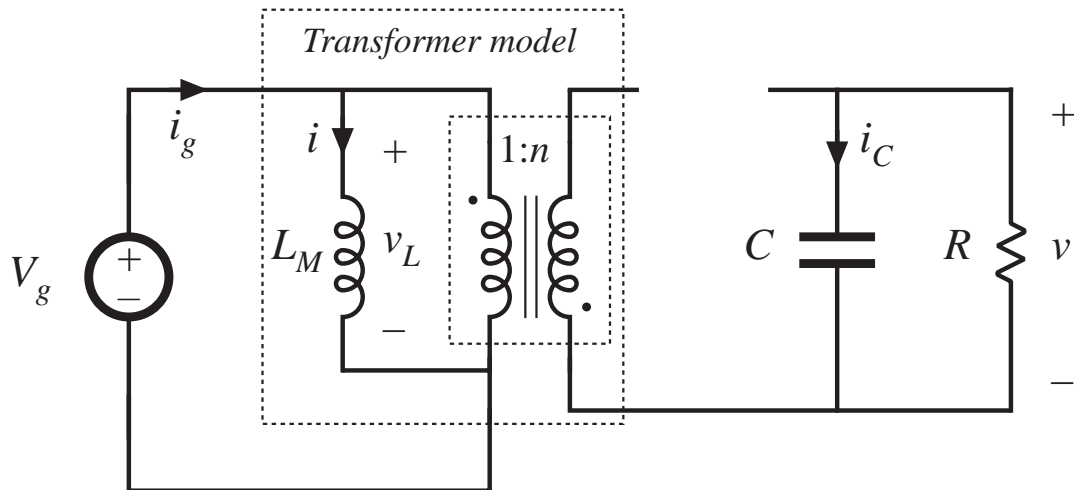 Transformer model
i_g
i
+
1:n
i_C
+
V_g
+
−
L_M
v_L
C
R
v
−
−